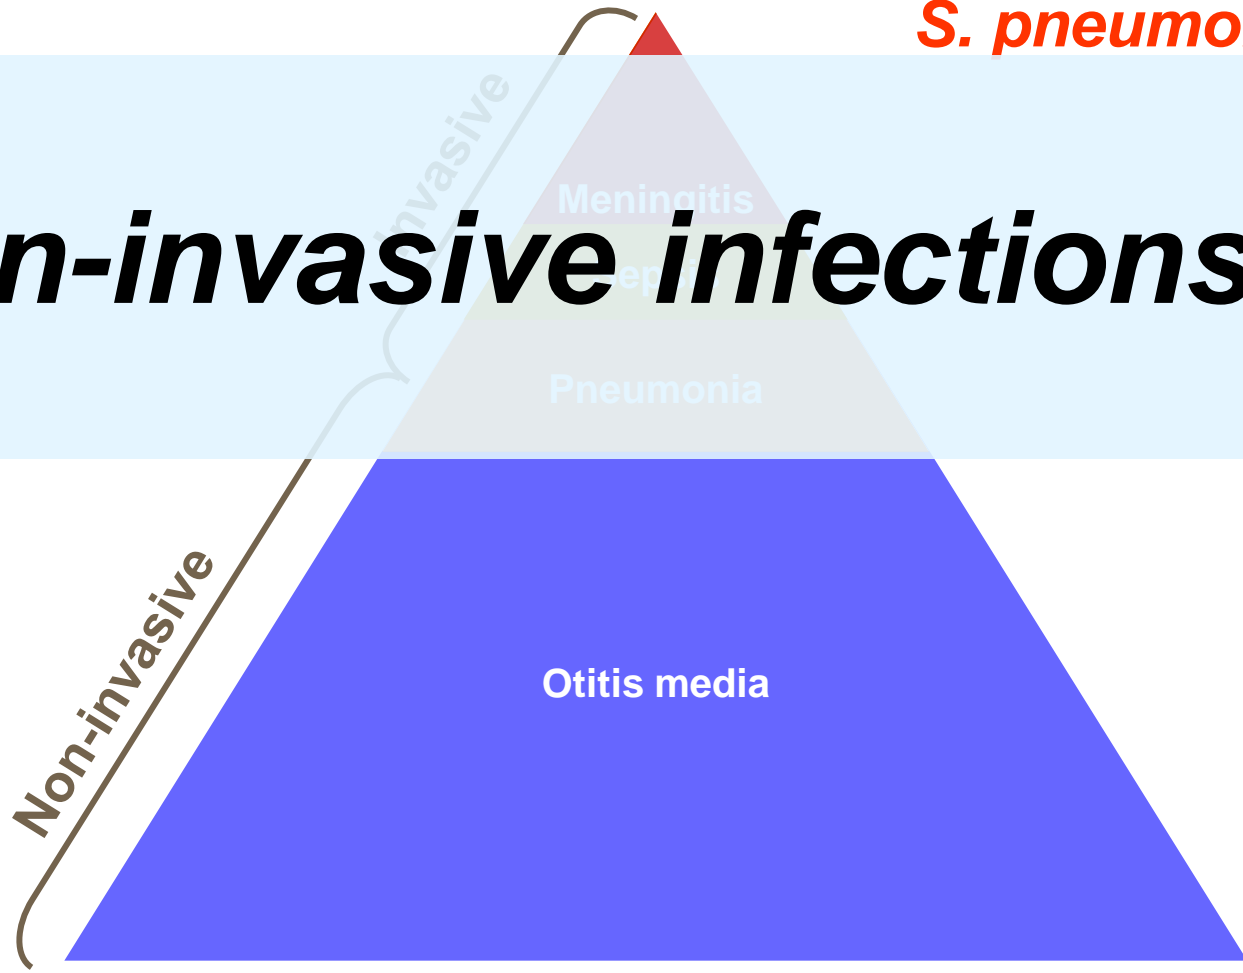 S. pneumo
Invasive
Meningitis
n-invasive infections
Pneumonia
Non-invasive
Otitis media